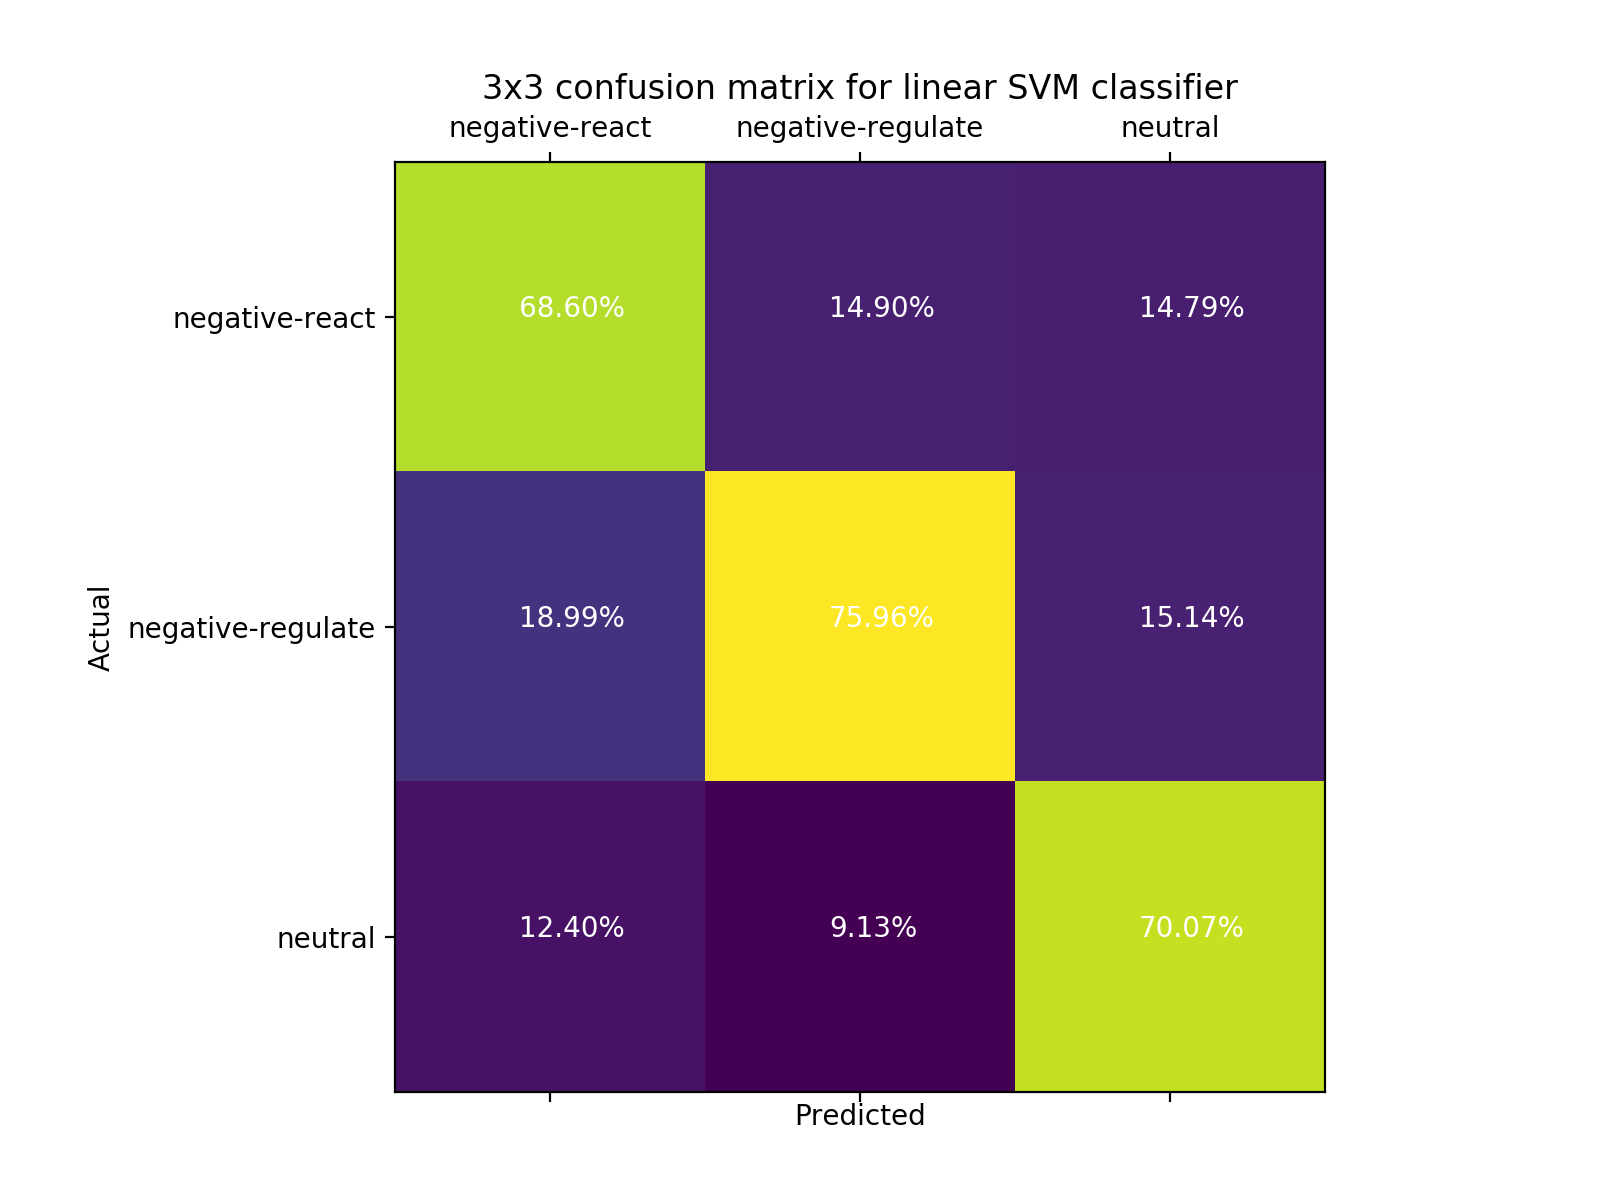 3x3 confusion matrix for linear SVM classifier
negative-react negative-regulate neutral
negative-react 68.60% 14.90% 14.79%
Actual negative-regulate 18.99% 75.96% 15.14%
neutral 12.40% 9.13% 70.07%
Predicted